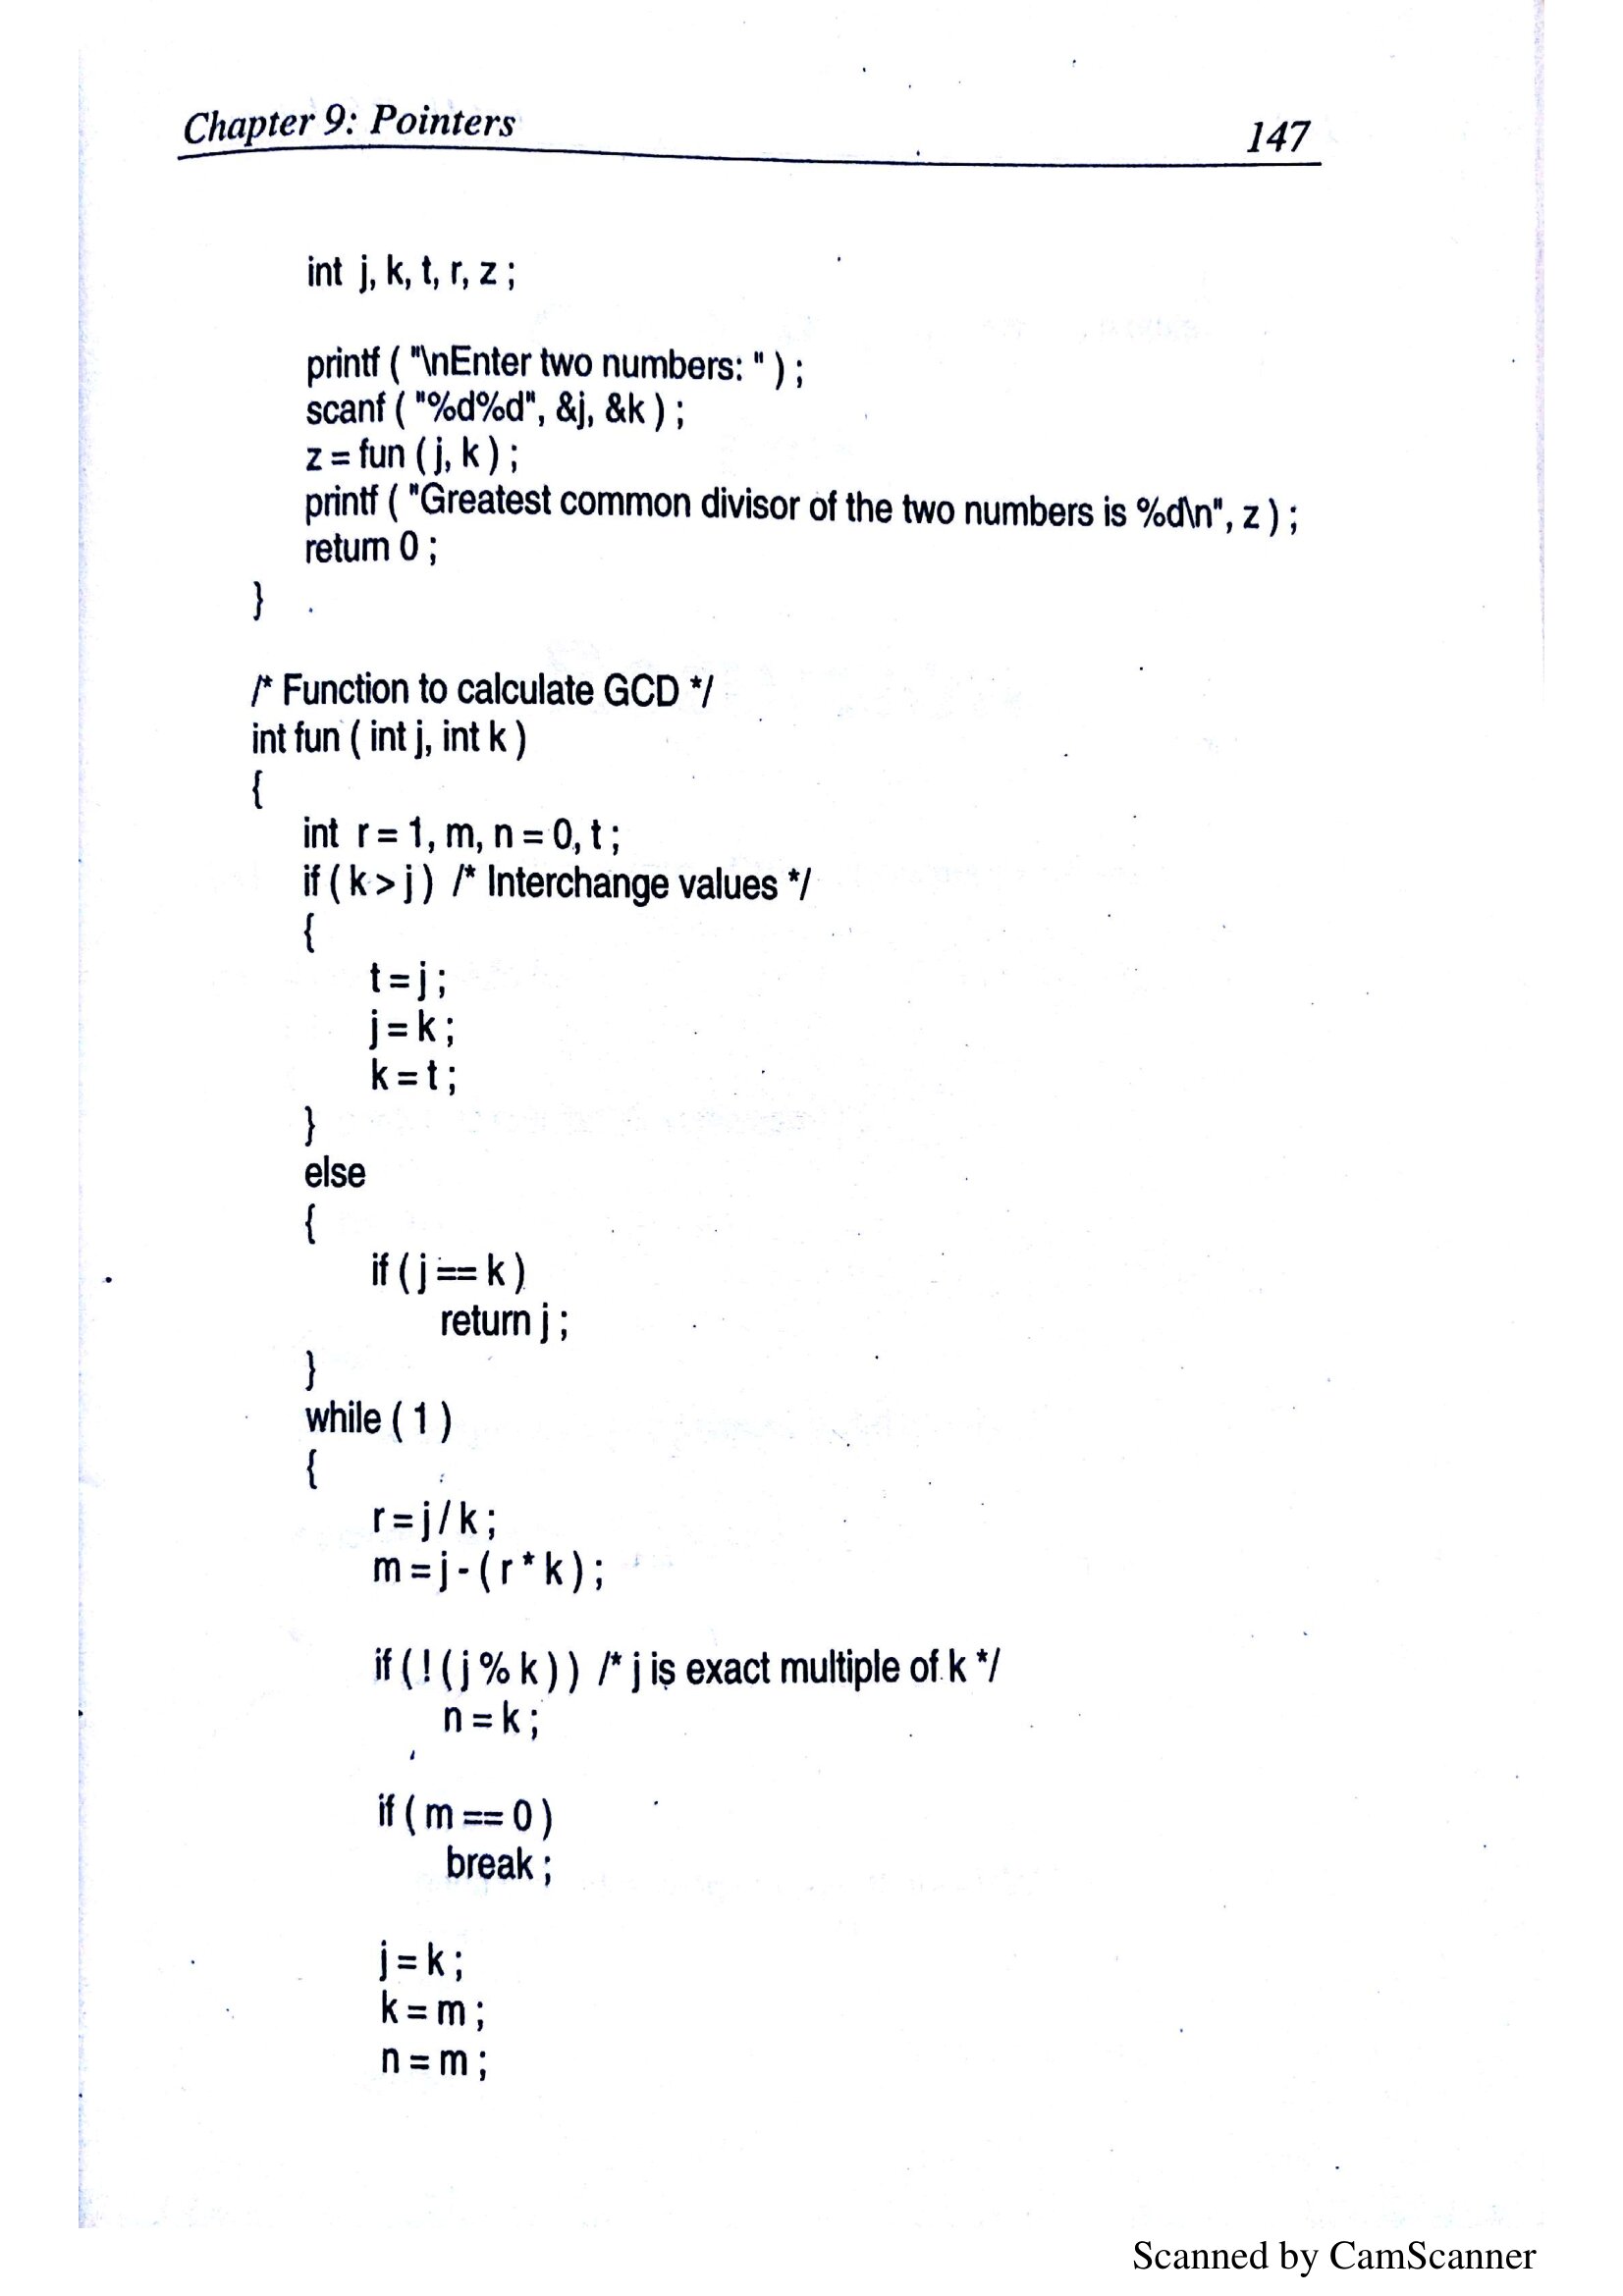 Chapter 9: Pointers 147
int j, k, t, r, z ;
printf ( "\nEnter two numbers: " ) ;
scanf ( "%d%d", &j, &k ) ;
z = fun ( j, k ) ;
printf ( "Greatest common divisor of the two numbers is %d\n", z ) ;
return 0 ;
}
/* Function to calculate GCD */
int fun ( int j, int k )
{
int r = 1, m, n = 0, t ;
if ( k > j ) /* Interchange values */
{
t = j ;
j = k ;
k = t ;
}
else
{
if ( j == k )
return j ;
}
while ( 1 )
{
r = j / k ;
m = j - ( r * k ) ;
if ( ! ( j % k ) ) /* j is exact multiple of k */
n = k ;
if ( m == 0 )
break ;
j = k ;
k = m ;
n = m ;
Scanned by CamScanner